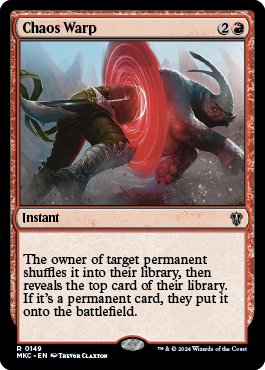 Chaos Warp 2
Instant
The owner of target permanent
shuffles it into their library, then
reveals the top card of their library.
If it's a permanent card, they put it
onto the battlefield.
R 0149
MKC • EN TREVOR CLAXTON
™ & © 2024 Wizards of the Coast